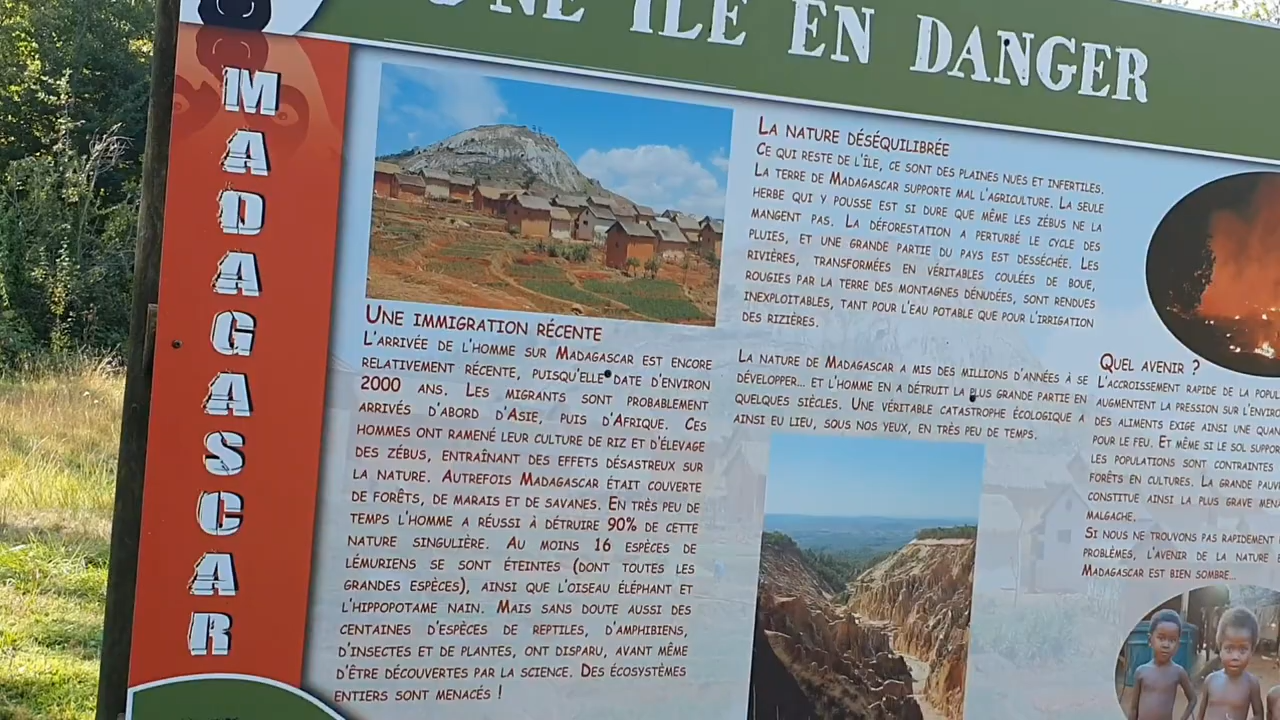 UNE ILE EN DANGER
MADAGASCAR
UNE IMMIGRATION RÉCENTE
L'ARRIVÉE DE L'HOMME SUR MADAGASCAR EST ENCORE
RELATIVEMENT RÉCENTE, PUISQU'ELLE DATE D'ENVIRON
2000 ANS. LES MIGRANTS SONT PROBABLEMENT
ARRIVÉS D'ABORD D'ASIE, PUIS D'AFRIQUE. CES
HOMMES ONT RAMENÉ LEUR CULTURE DE RIZ ET D'ÉLEVAGE
DES ZÉBUS, ENTRAÎNANT DES EFFETS DÉSASTREUX SUR
LA NATURE. AUTREFOIS MADAGASCAR ÉTAIT COUVERTE
DE FORÊTS, DE MARAIS ET DE SAVANES. EN TRÈS PEU DE
TEMPS L'HOMME A RÉUSSI À DÉTRUIRE 90% DE CETTE
NATURE SINGULIÈRE. AU MOINS 16 ESPÈCES DE
LÉMURIENS SE SONT ÉTEINTES (DONT TOUTES LES
GRANDES ESPÈCES), AINSI QUE L'OISEAU ÉLÉPHANT ET
L'HIPPOPOTAME NAIN. MAIS SANS DOUTE AUSSI DES
CENTAINES D'ESPÈCES DE REPTILES, D'AMPHIBIENS,
D'INSECTES ET DE PLANTES, ONT DISPARU, AVANT MÊME
D'ÊTRE DÉCOUVERTES PAR LA SCIENCE. DES ÉCOSYSTÈMES
ENTIERS SONT MENACÉS !
LA NATURE DÉSÉQUILIBRÉE
CE QUI RESTE DE L'ÎLE, CE SONT DES PLAINES NUES ET INFERTILES.
LA TERRE DE MADAGASCAR SUPPORTE MAL L'AGRICULTURE. LA SEULE
HERBE QUI Y POUSSE EST SI DURE QUE MÊME LES ZÉBUS NE LA
MANGENT PAS. LA DÉFORESTATION A PERTURBÉ LE CYCLE DES
PLUIES, ET UNE GRANDE PARTIE DU PAYS EST DESSÉCHÉE. LES
RIVIÈRES, TRANSFORMÉES EN VÉRITABLES COULÉES DE BOUE,
ROUGIES PAR LA TERRE DES MONTAGNES DÉNUDÉES, SONT RENDUES
INEXPLOITABLES, TANT POUR L'EAU POTABLE QUE POUR L'IRRIGATION
DES RIZIÈRES.
LA NATURE DE MADAGASCAR A MIS DES MILLIONS D'ANNÉES À SE
DÉVELOPPER... ET L'HOMME EN A DÉTRUIT LA PLUS GRANDE PARTIE EN
QUELQUES SIÈCLES. UNE VÉRITABLE CATASTROPHE ÉCOLOGIQUE A
AINSI EU LIEU, SOUS NOS YEUX, EN TRÈS PEU DE TEMPS.
QUEL AVENIR ?
L'ACCROISSEMENT RAPIDE DE LA
AUGMENTENT LA PRESSION SUR
DES ALIMENTS EXIGE AINSI UNE
POUR LE FEU. ET MÊME SI LE SOL
LES POPULATIONS SONT CONTRAINTES
FORÊTS EN CULTURES. LA GRANDE
CONSTITUE AINSI LA PLUS GRAVE
MALGACHE.
SI NOUS NE TROUVONS PAS RAPIDEMENT
PROBLÈMES, L'AVENIR DE LA NATURE
MADAGASCAR EST BIEN SOMBRE...